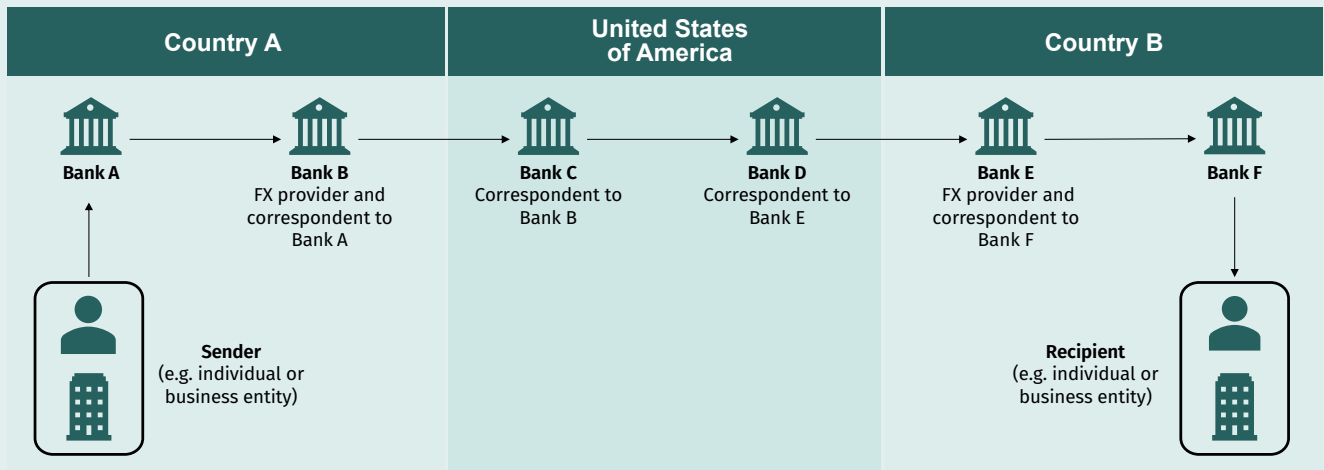 Country A
United States
of America
Country B
Bank A
Bank B
FX provider and
correspondent to
Bank A
Bank C
Correspondent to
Bank B
Bank D
Correspondent to
Bank E
Bank E
FX provider and
correspondent to
Bank F
Bank F
Sender
(e.g. individual or
business entity)
Recipient
(e.g. individual or
business entity)